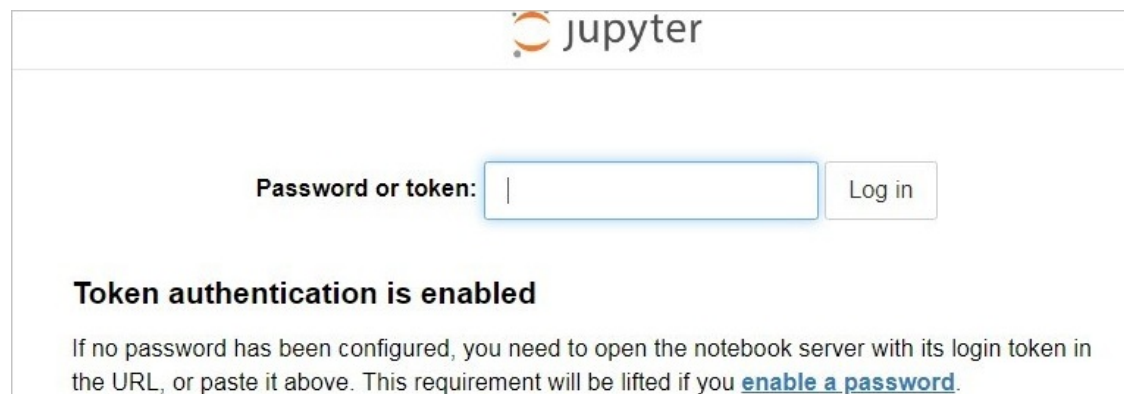 jupyter
Password or token: Log in
Token authentication is enabled
If no password has been configured, you need to open the notebook server with its login token in
the URL, or paste it above. This requirement will be lifted if you enable a password.